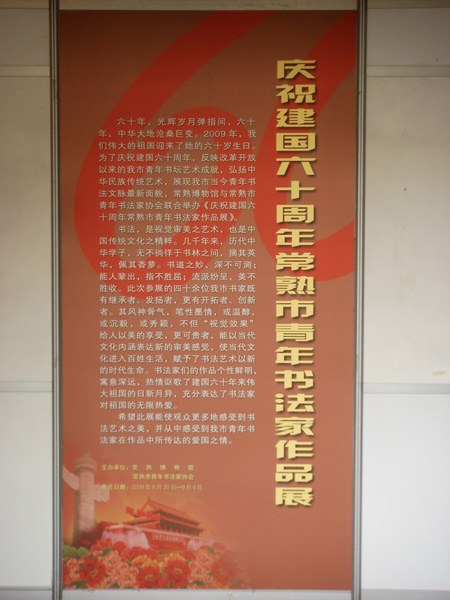 庆祝建国六十周年常熟市青年书法家作品展
六十年，光辉岁月弹指间，六十
年，中华大地沧桑巨变。2009年，我
们伟大的祖国迎来了她的六十岁生日。
为了庆祝建国六十周年，反映改革开放
以来的我市青年书坛艺术成就，弘扬中
华民族传统艺术，展现我市当今青年书
法文脉最新面貌，常熟博物馆与常熟市
青年书法家协会联合举办《庆祝建国六
十周年常熟市青年书法家作品展》。
书法，是视觉审美之艺术，也是中
国传统文化之精粹。几千年来，历代中
华学子，无不徜徉于书林之间，摘其英
华，佩其香萝。书道之妙，深不可测；
能人辈出，指不胜屈；流派纷呈，美不
胜收。此次参展的四十余位我市书家既
有继承者、发扬者，更有开拓者、创新
者。其风神骨气，笔性墨情，或温醇，
或沉毅，或秀颖，不但“视觉效果”
给人以美的享受，更可贵者，能以当代
文化内涵表达新的审美感觉，使当代文
化进入百姓生活，赋予了书法艺术以新
的时代生命。书法家们的作品个性鲜明，
寓意深远，热情讴歌了建国六十年来伟
大祖国的日新月异，充分表达了书法家
对祖国的无限热爱。
希望此展能使观众更多地感受到书
法艺术之美，并从中感受到我市青年书
法家在作品中所传达的爱国之情。
主办单位：常熟博物馆
常熟市青年书法家协会
展览日期：2009年8月20日—9月6日